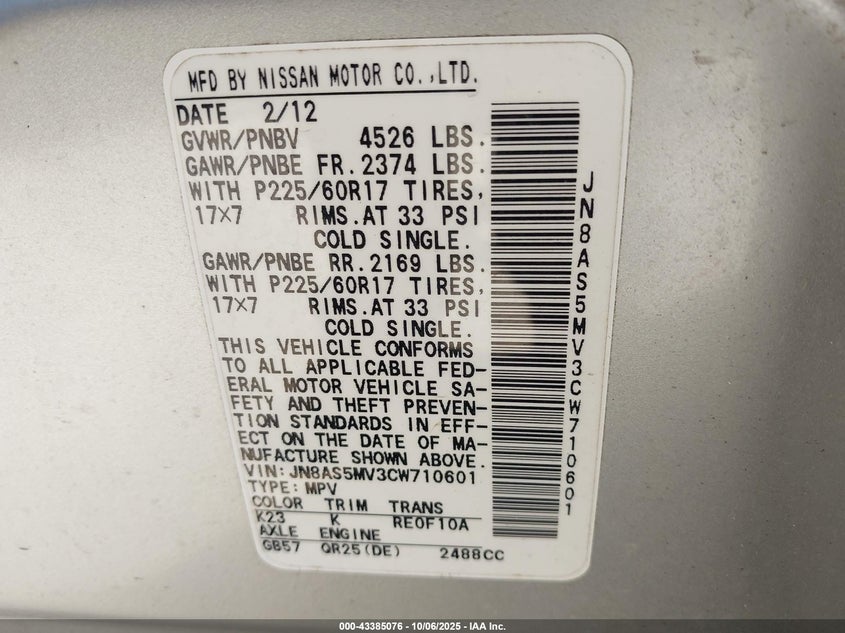 MFD BY NISSAN MOTOR CO.,LTD.
DATE 2/12
GVWR/PNBV 4526 LBS.
GAWR/PNBE FR. 2374 LBS.
WITH P225/60R17 TIRES,
17×7 RIMS. AT 33 PSI
COLD SINGLE.
GAWR/PNBE RR. 2169 LBS.
WITH P225/60R17 TIRES,
17×7 RIMS. AT 33 PSI
COLD SINGLE.
THIS VEHICLE CONFORMS
TO ALL APPLICABLE FED-
ERAL MOTOR VEHICLE SA-
FETY AND THEFT PREVEN-
TION STANDARDS IN EFF-
ECT ON THE DATE OF MA-
NUFACTURE SHOWN ABOVE.
VIN: JN8AS5MV3CW710601
TYPE: MPV
COLOR TRIM TRANS
K23 K RE0F10A
AXLE ENGINE
GB57 QR25(DE) 2488CC
JN8AS5MV3CW710601
000-43385076 - 10/06/2025 - IAA Inc.